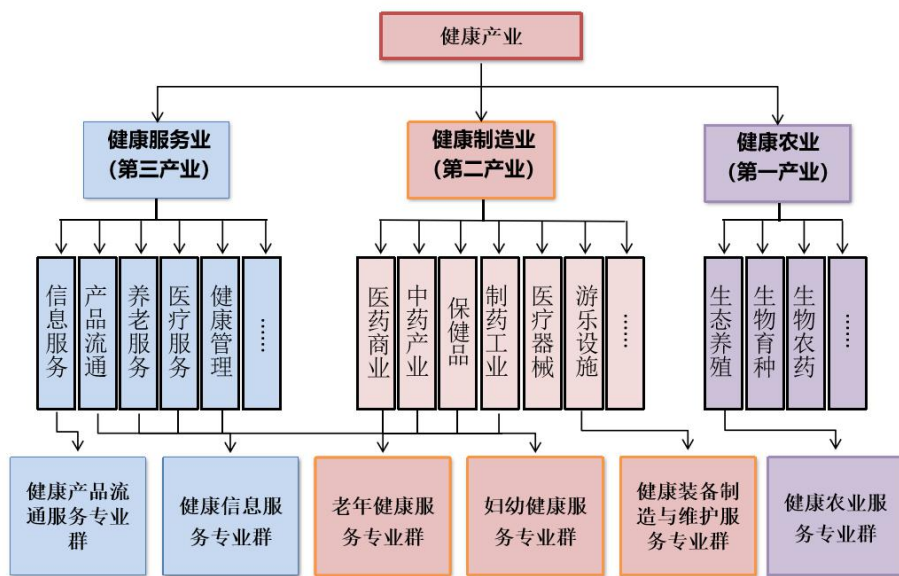 健康产业
健康服务业
（第三产业）
健康制造业
（第二产业）
健康农业
（第一产业）
信息服务
产品流通
养老服务
医疗服务
健康管理
……
医药商业
中药产业
保健品
制药工业
医疗器械
游乐设施
……
生态养殖
生物育种
生物农药
……
健康产品流
通服务专业
群
健康信息服
务专业群
老年健康服
务专业群
妇幼健康服
务专业群
健康装备制
造与维护服
务专业群
健康农业服
务专业群